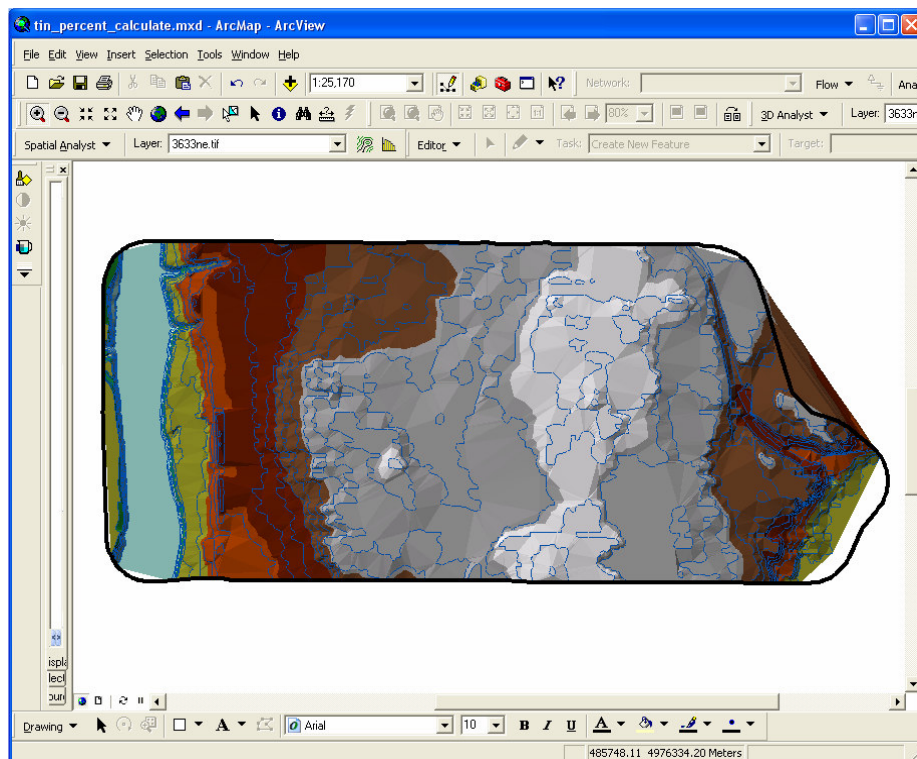 tin_percent_calculate.mxd - ArcMap - ArcView
File Edit View Insert Selection Tools Window Help
1:25,170 Network: Flow Ana
80% 3D Analyst Layer: 3633ne
Spatial Analyst Layer: 3633ne.tif Editor Task: Create New Feature Target:
Drawing A Arial 10 B I U A
485748.11 4976334.20 Meters